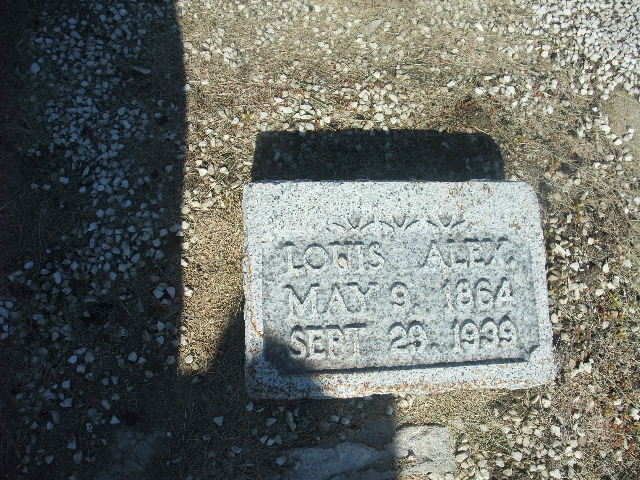 LOUIS ALEX.
MAY 9, 1864
SEPT 29, 1939